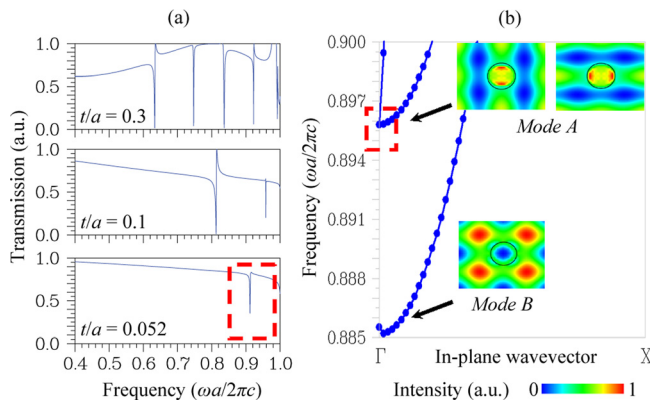 (a)
Transmission (a.u.)
1.0
0.5
0.0
t/a = 0.3
1.0
0.5
0.0
t/a = 0.1
1.0
0.5
0.0
t/a = 0.052
0.4 0.5 0.6 0.7 0.8 0.9 1.0
Frequency (ωa/2πc)
(b)
Frequency (ωa/2πc)
0.900
0.897
0.894
0.891
0.888
0.885
Mode A
Mode B
Γ In-plane wavevector X
Intensity (a.u.) 0 1